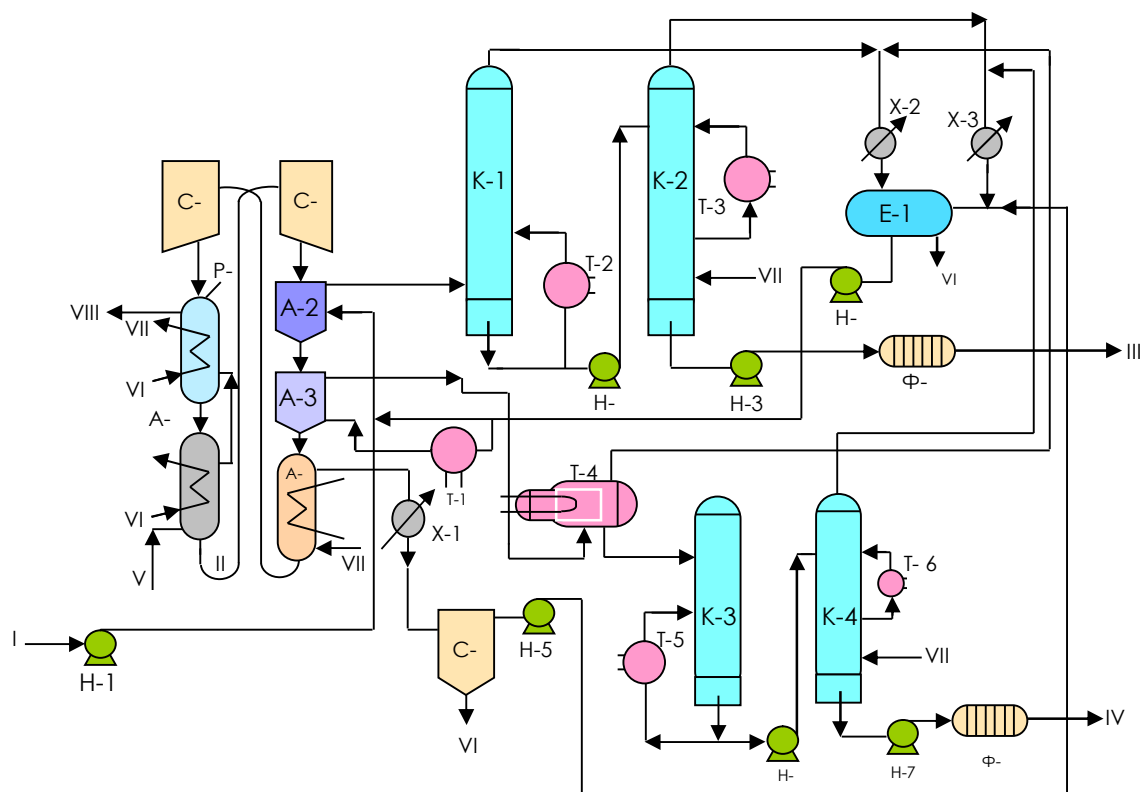 X-2
X-3
К-1
К-2
С-
С-
Т-3
Е-1
Р-
Т-2
VII
VI
VIII
VII
А-2
Н-
III
VI
Ф-
А-3
Н-
Н-3
А-
А-
Т-1
Т-4
X-1
VI
V
II
VII
Т- 6
К-3
К-4
I
Т-5
Н-5
С-
VII
Н-1
IV
VI
Н-
Н-7
Ф-